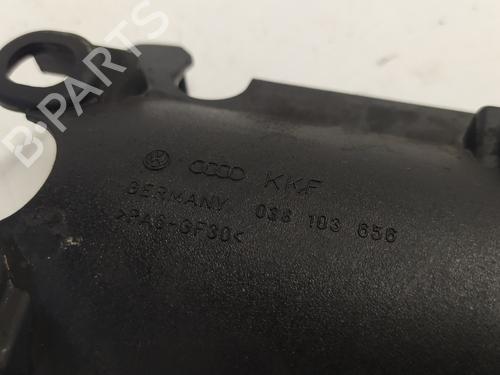 B-PARTS
KKF
GERMANY 038 103 656
>PA6-GF30<